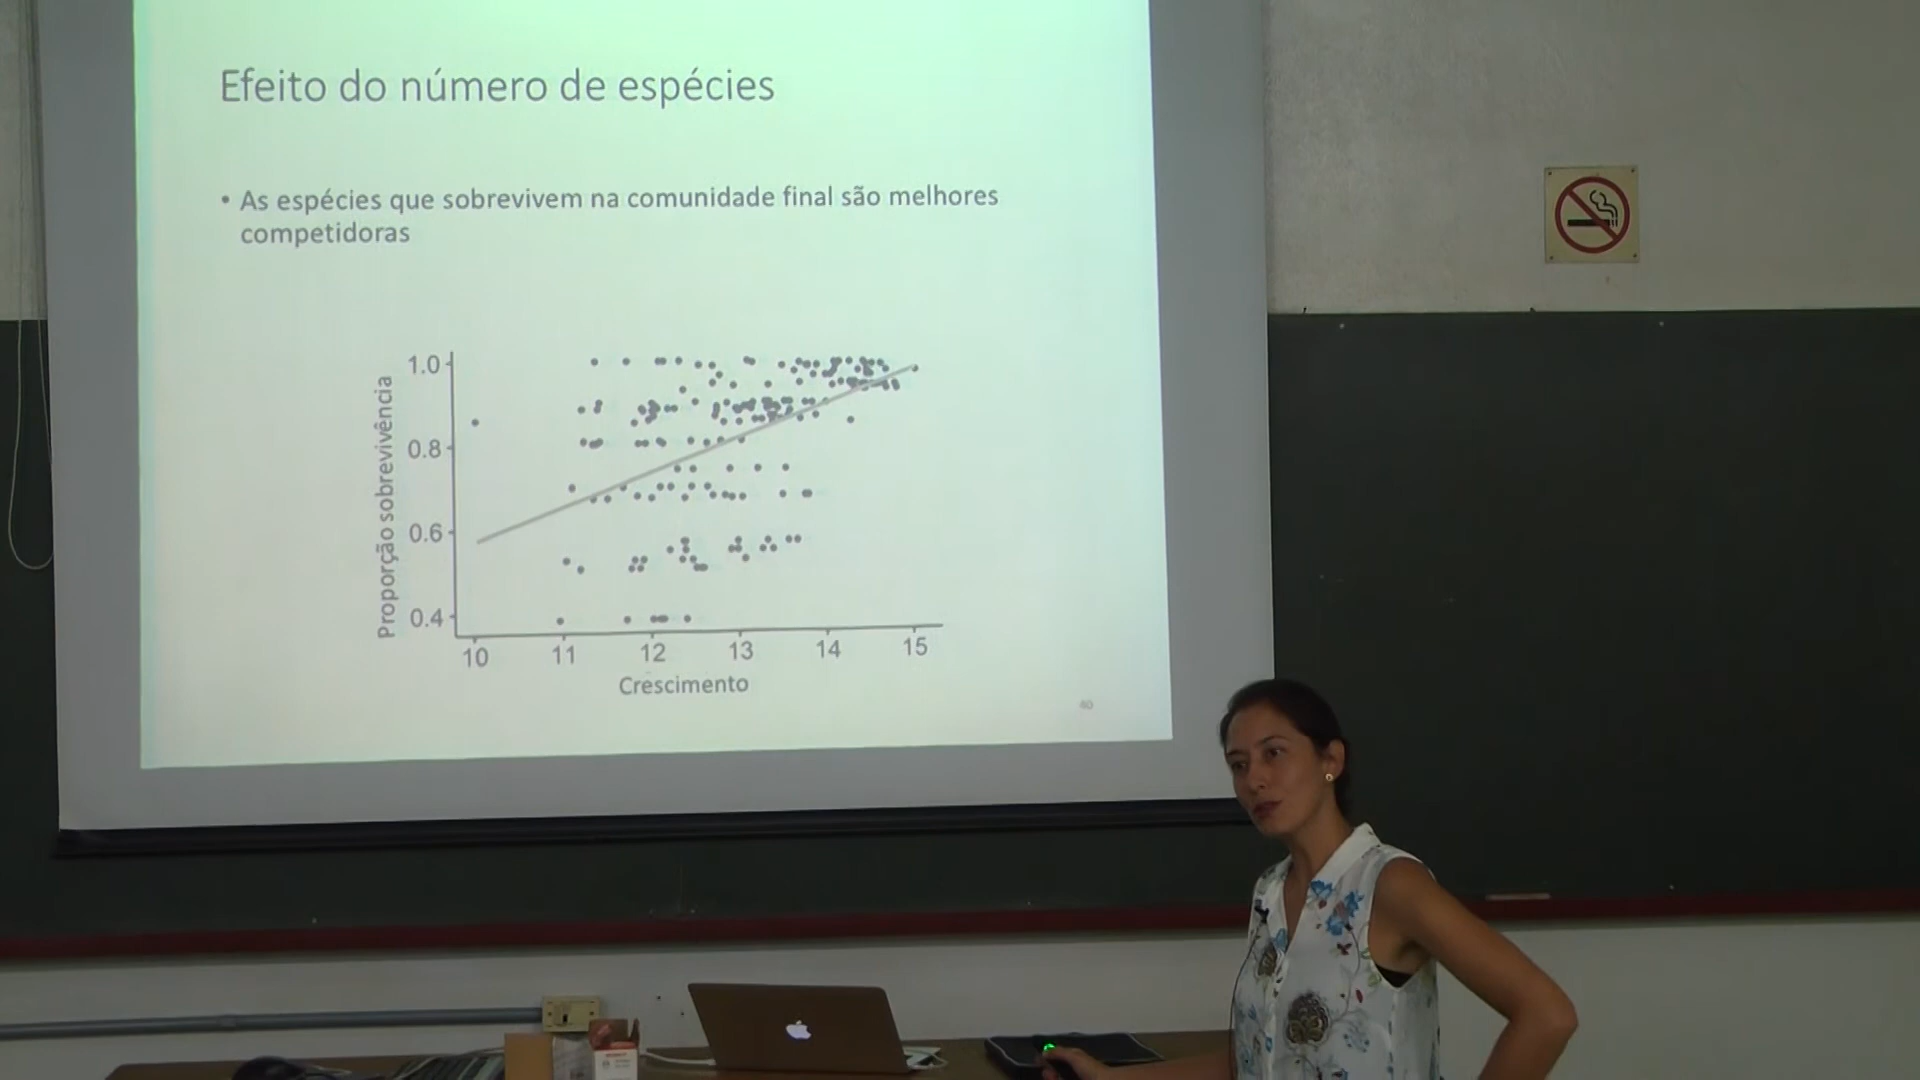 Efeito do número de espécies
• As espécies que sobrevivem na comunidade final são melhores
competidoras
Proporção sobrevivência
1.0
0.8
0.6
0.4
10 11 12 13 14 15
Crescimento
40